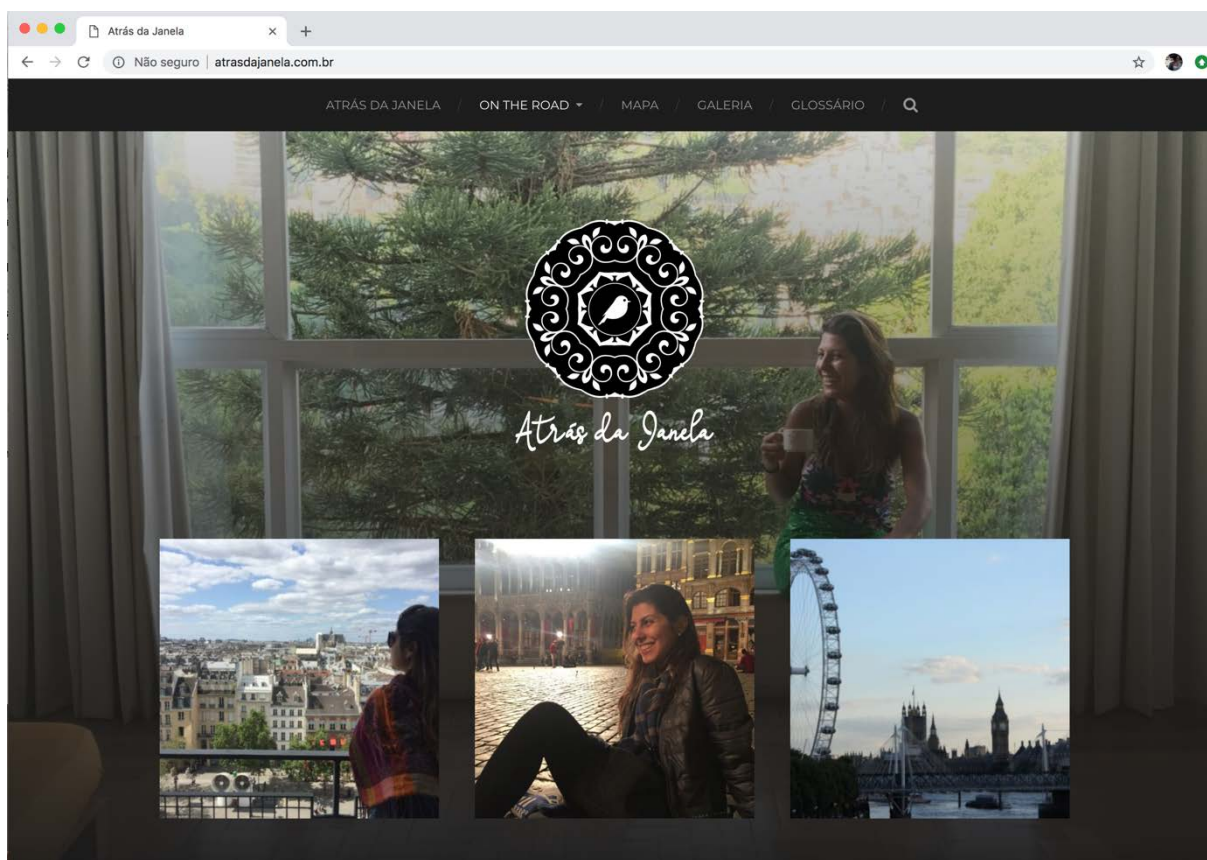 Atrás da Janela
Não seguro | atrasdajanela.com.br
ATRÁS DA JANELA / ON THE ROAD / MAPA / GALERIA / GLOSSÁRIO /
Atrás da Janela